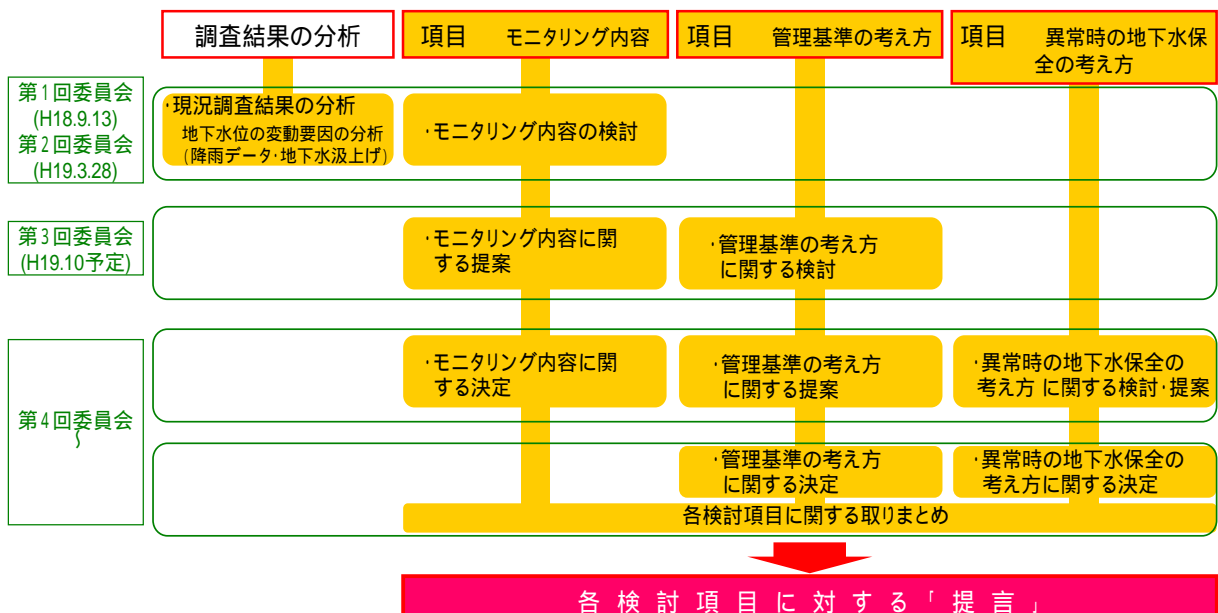 調査結果の分析
項目 モニタリング内容
項目 管理基準の考え方
項目 異常時の地下水保
全の考え方
第1回委員会
(H18.9.13)
第2回委員会
(H19.3.28)
・現況調査結果の分析
地下水位の変動要因の分析
(降雨データ・地下水汲上げ)
・モニタリング内容の検討
第3回委員会
(H19.10予定)
・モニタリング内容に関
する提案
・管理基準の考え方
に関する検討
第4回委員会
～
・モニタリング内容に関
する決定
・管理基準の考え方
に関する提案
・異常時の地下水保全の
考え方 に関する検討・提案
・管理基準の考え方
に関する決定
・異常時の地下水保全の
考え方に関する決定
各検討項目に関する取りまとめ
各検討項目に対する「提言」